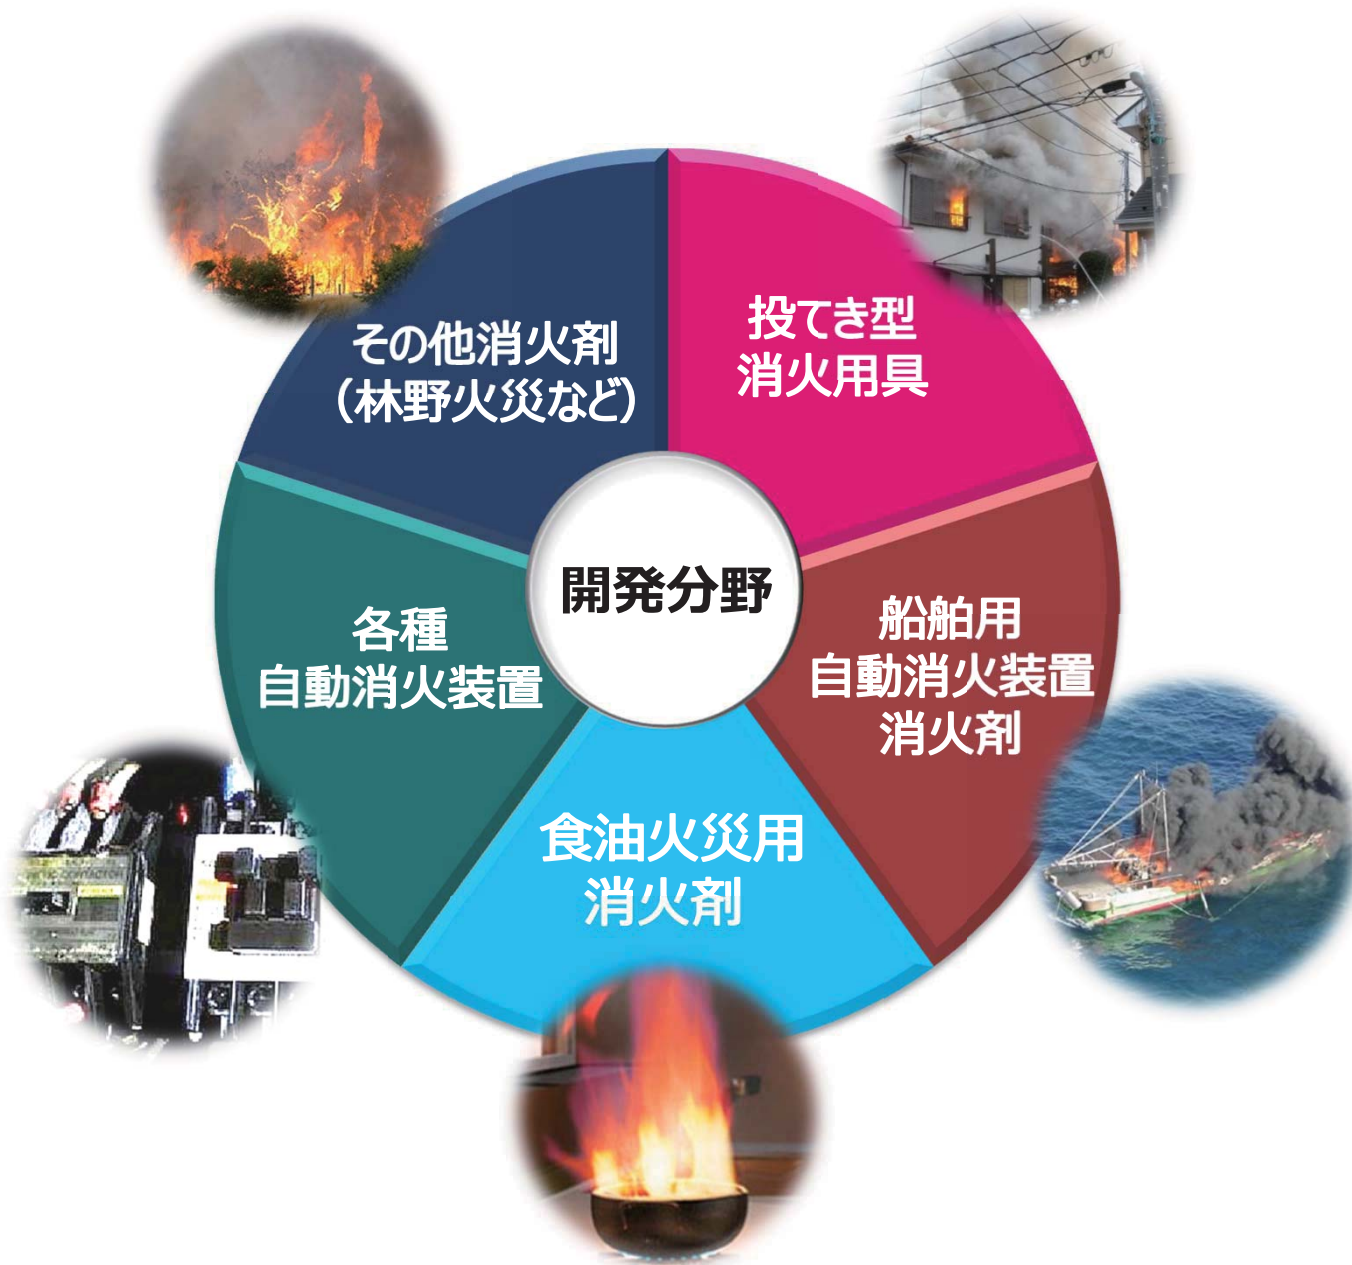 投てき型
消火用具
船舶用
自動消火装置
消火剤
食油火災用
消火剤
各種
自動消火装置
その他消火剤
(林野火災など)
開発分野